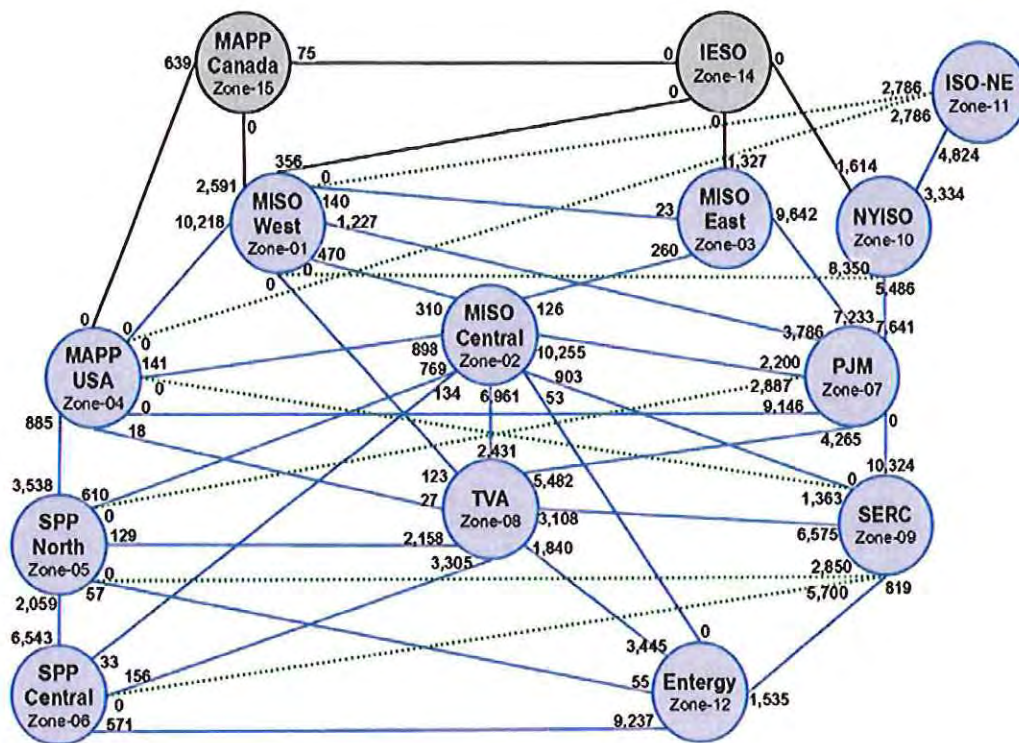 MAPP
Canada
Zone-15
639
75
0
0
IESO
Zone-14
0
0
0
0
ISO-NE
Zone-11
2,786
2,786
4,824
356
2,591
0
140
10,218
1,227
MISO
West
Zone-01
470
0
0
1,327
23
MISO
East
Zone-03
9,642
260
1,614
3,334
NYISO
Zone-10
8,350
5,486
310
126
MISO
Central
Zone-02
898
769
134
6,961
10,255
903
53
0
0
0
MAPP
USA
Zone-04
141
0
0
18
885
7,233
3,786
7,641
2,200
2,887
PJM
Zone-07
9,146
0
4,265
10,324
3,538
610
0
SPP
North
Zone-05
129
0
57
2,059
2,431
123
27
TVA
Zone-08
5,482
3,108
2,158
1,840
3,305
0
1,363
SERC
Zone-09
6,575
2,850
5,700
819
6,543
33
SPP
Central
Zone-06
156
0
571
0
3,445
55
Entergy
Zone-12
1,535
9,237